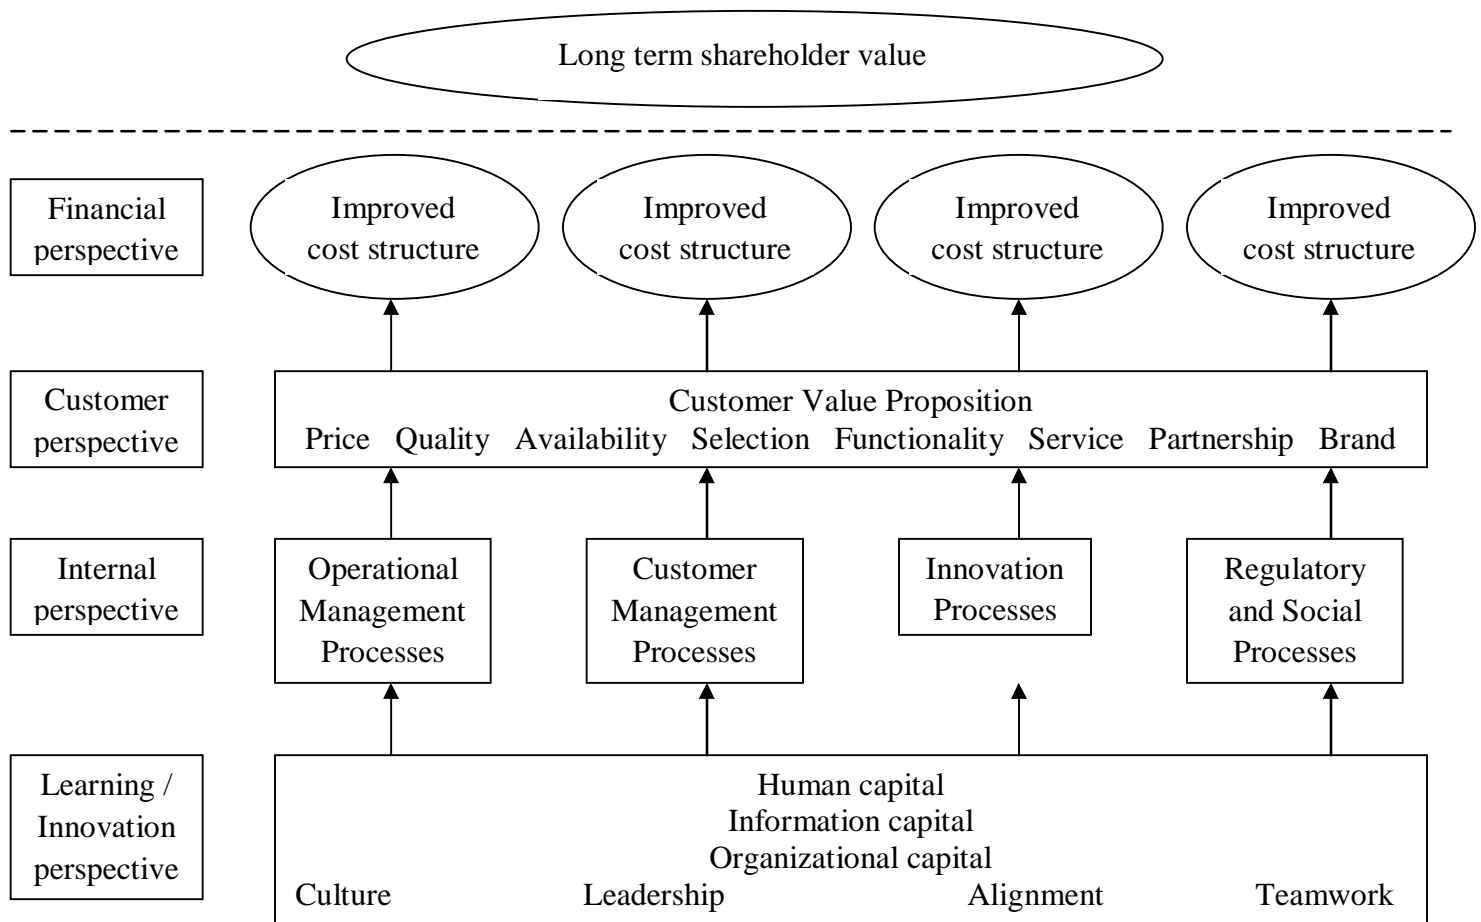 Long term shareholder value
Financial
perspective
Improved
cost structure
Improved
cost structure
Improved
cost structure
Improved
cost structure
Customer
perspective
Customer Value Proposition
Price Quality Availability Selection Functionality Service Partnership Brand
Internal
perspective
Operational
Management
Processes
Customer
Management
Processes
Innovation
Processes
Regulatory
and Social
Processes
Learning /
Innovation
perspective
Human capital
Information capital
Organizational capital
Culture Leadership Alignment Teamwork